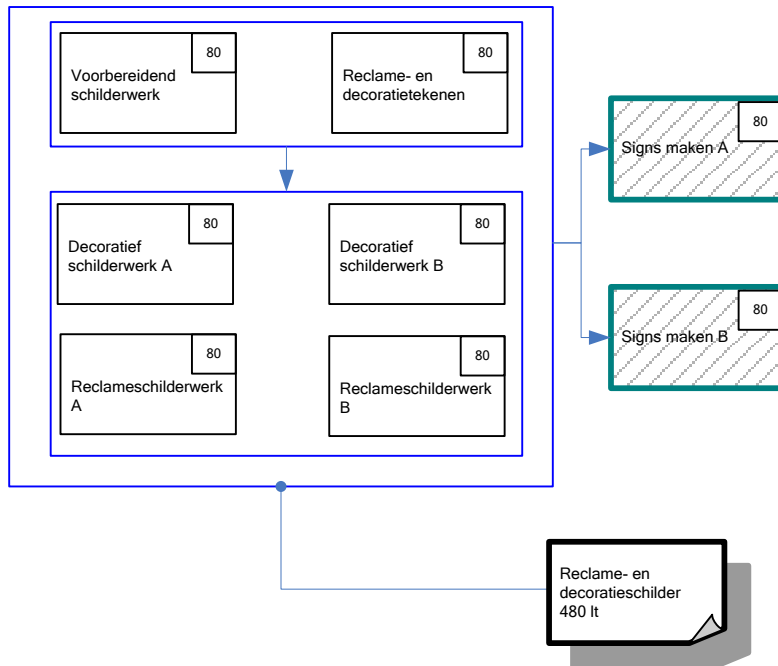 80
Voorbereidend
schilderwerk
80
Reclame- en
decoratietekenen
80
Signs maken A
80
Decoratief
schilderwerk A
80
Decoratief
schilderwerk B
80
Signs maken B
80
Reclameschilderwerk
A
80
Reclameschilderwerk
B
Reclame- en
decoratieschilder
480 lt